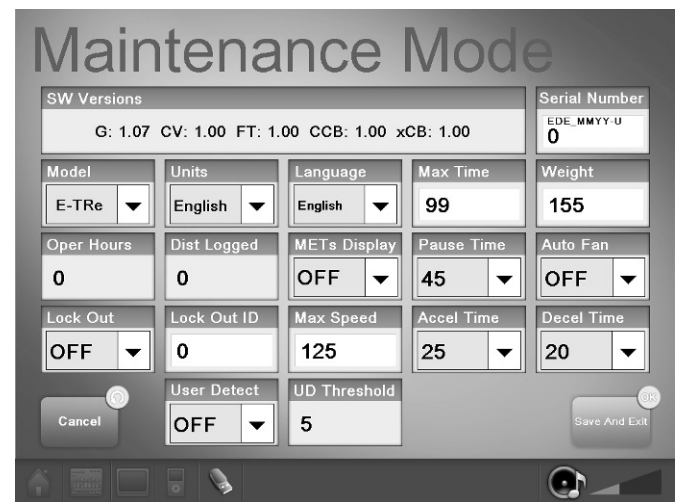 Maintenance Mode
SW Versions
Serial Number
G: 1.07 CV: 1.00 FT: 1.00 CCB: 1.00 xCB: 1.00
EDE_MMYY-U
0
Model
Units
Language
Max Time
Weight
E-TRe
English
English
99
155
Oper Hours
Dist Logged
METs Display
Pause Time
Auto Fan
0
0
OFF
45
OFF
Lock Out
Lock Out ID
Max Speed
Accel Time
Decel Time
OFF
0
125
25
20
User Detect
UD Threshold
OK
Cancel
OFF
5
Save And Exit